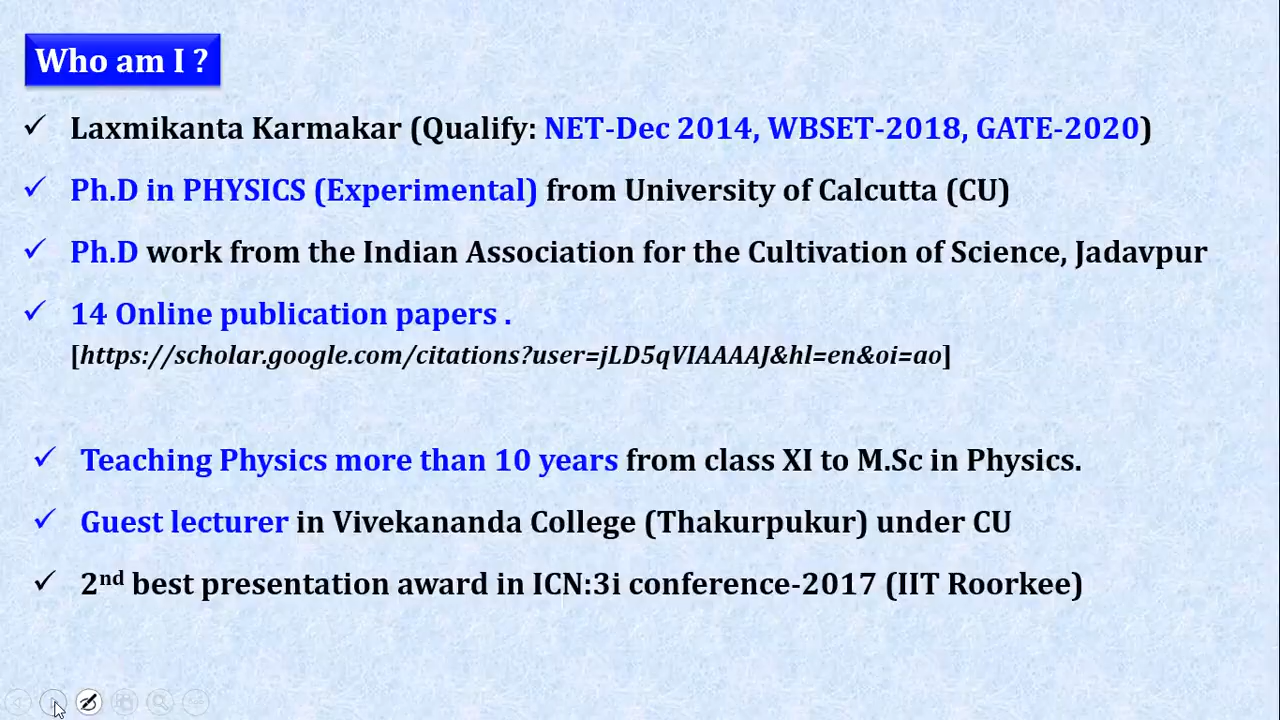 Who am I ?
✓ Laxmikanta Karmakar (Qualify: NET-Dec 2014, WBSET-2018, GATE-2020)
✓ Ph.D in PHYSICS (Experimental) from University of Calcutta (CU)
✓ Ph.D work from the Indian Association for the Cultivation of Science, Jadavpur
✓ 14 Online publication papers .
[https://scholar.google.com/citations?user=jLD5qVIAAAAJ&hl=en&oi=ao]
✓ Teaching Physics more than 10 years from class XI to M.Sc in Physics.
✓ Guest lecturer in Vivekananda College (Thakurpukur) under CU
✓ 2nd best presentation award in ICN:3i conference-2017 (IIT Roorkee)